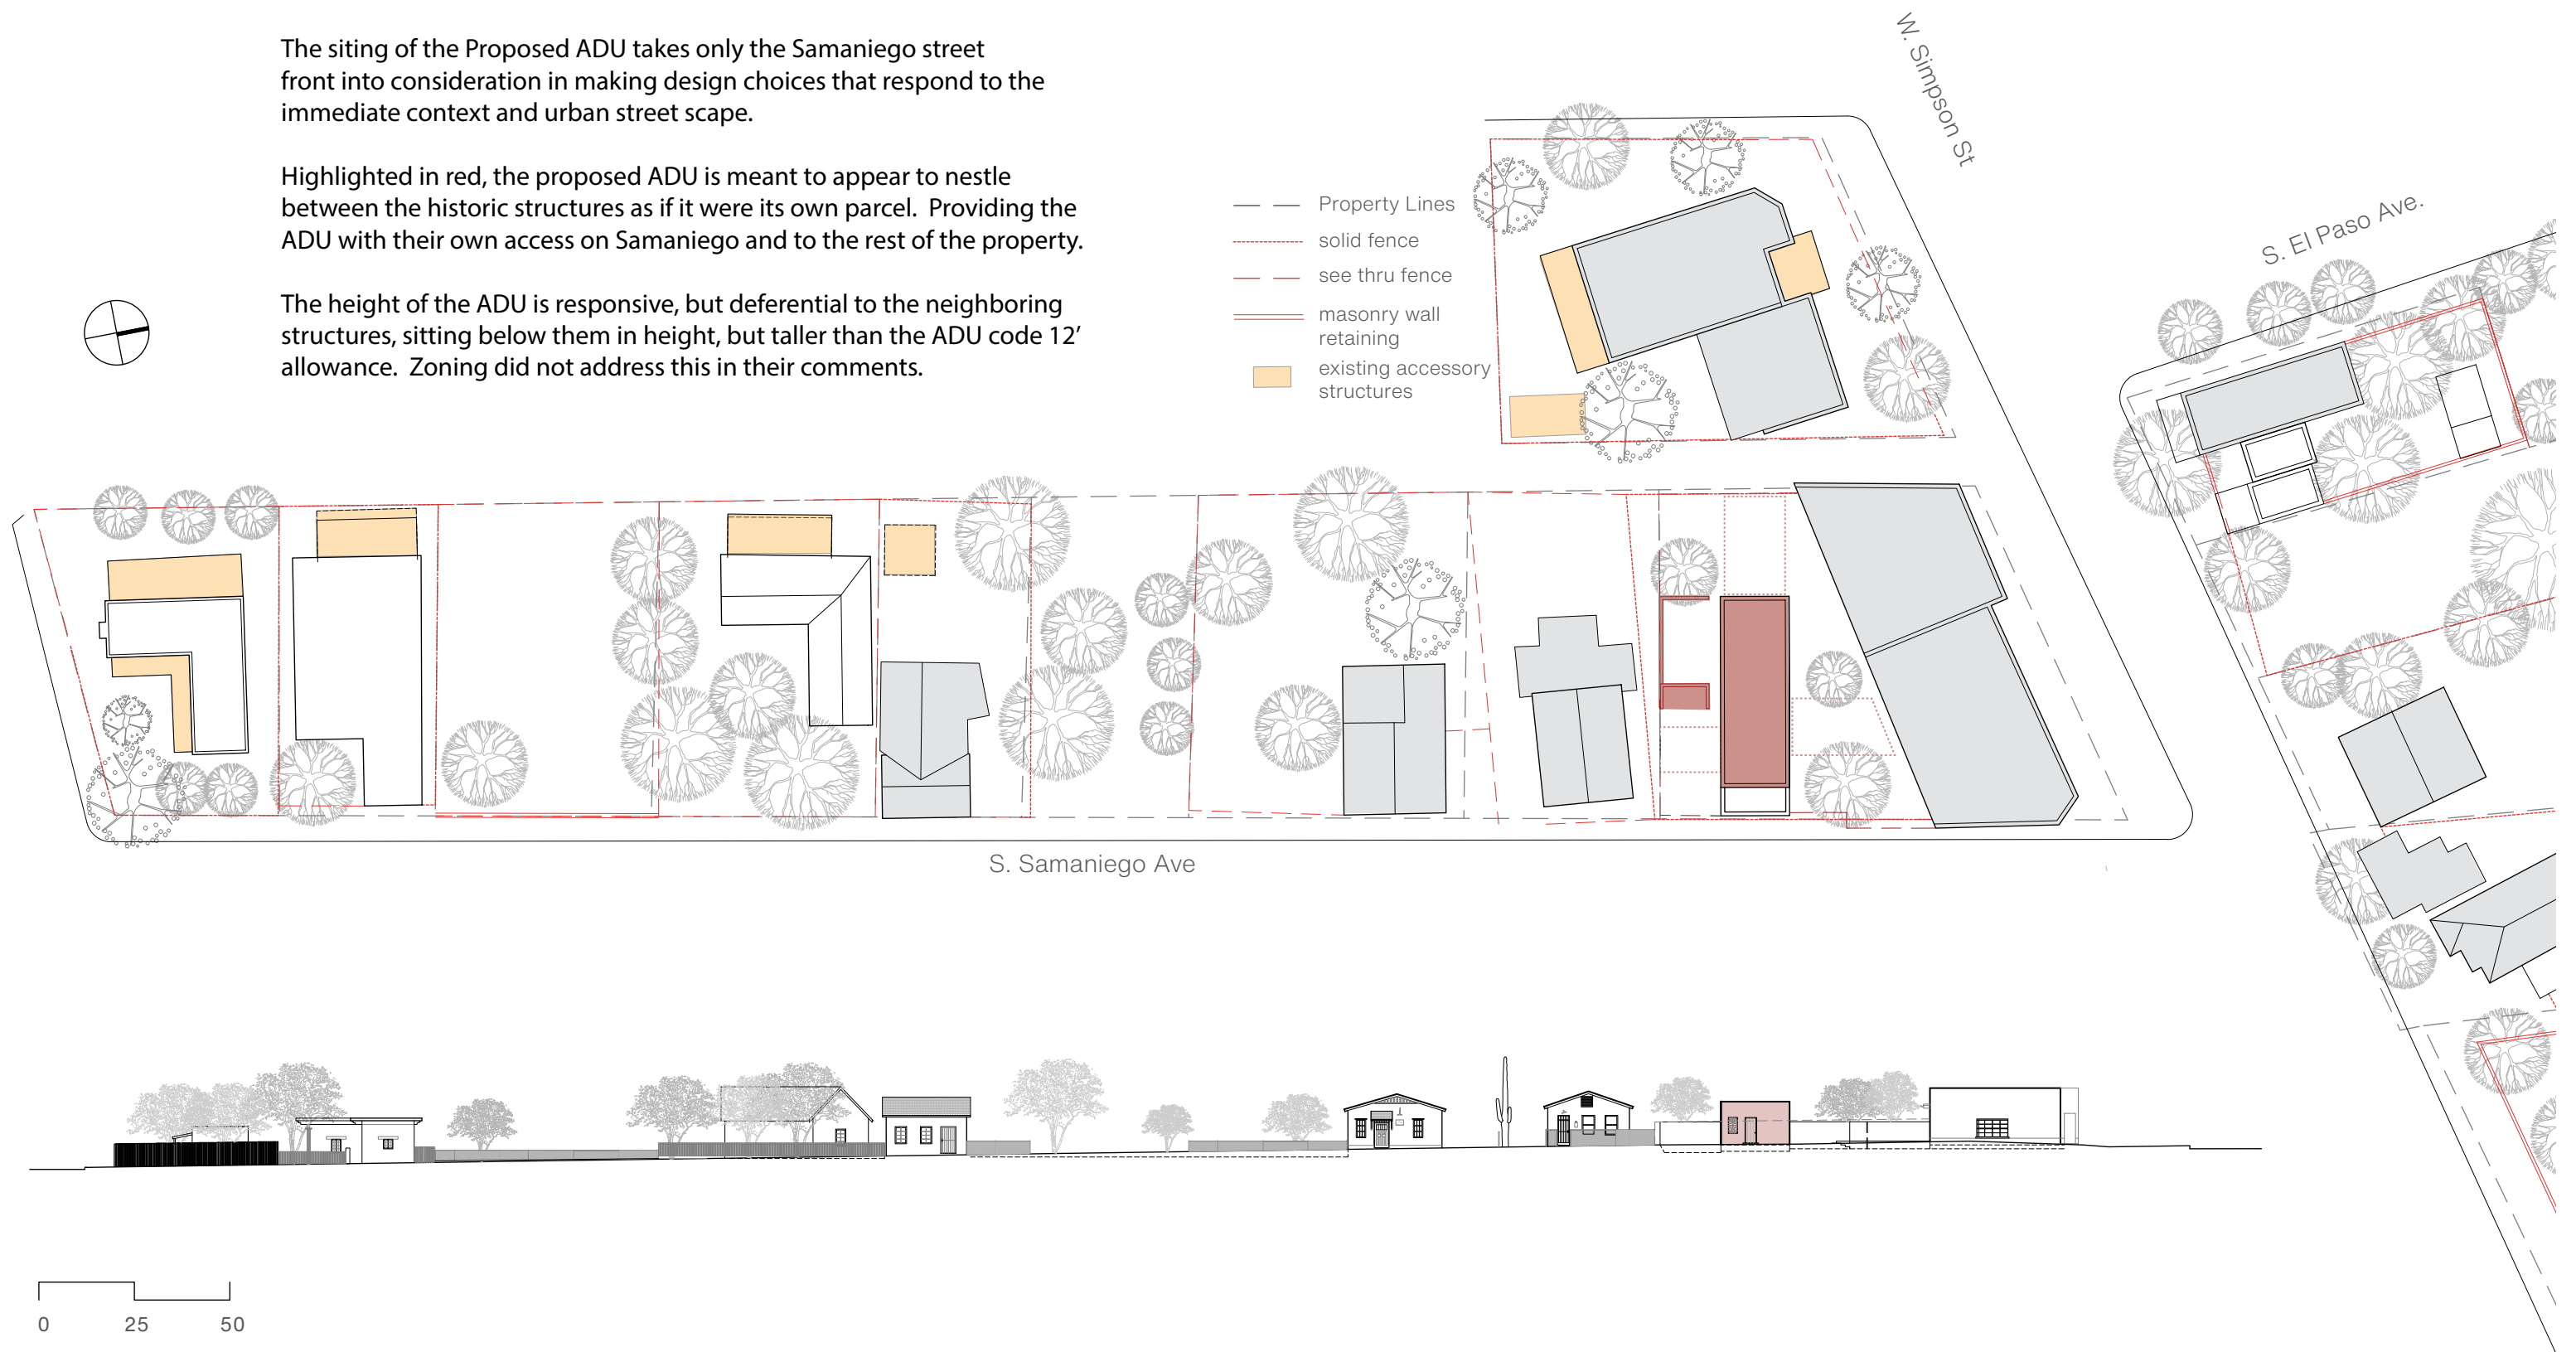 The siting of the Proposed ADU takes only the Samaniego street
front into consideration in making design choices that respond to the
immediate context and urban street scape.
Highlighted in red, the proposed ADU is meant to appear to nestle
between the historic structures as if it were its own parcel.  Providing the
ADU with their own access on Samaniego and to the rest of the property.
The height of the ADU is responsive, but deferential to the neighboring
structures, sitting below them in height, but taller than the ADU code 12’
allowance.  Zoning did not address this in their comments.
Property Lines
solid fence
see thru fence
masonry wall
retaining
existing accessory
structures
W. Simpson St
S. El Paso Ave.
S. Samaniego Ave
0 25 50